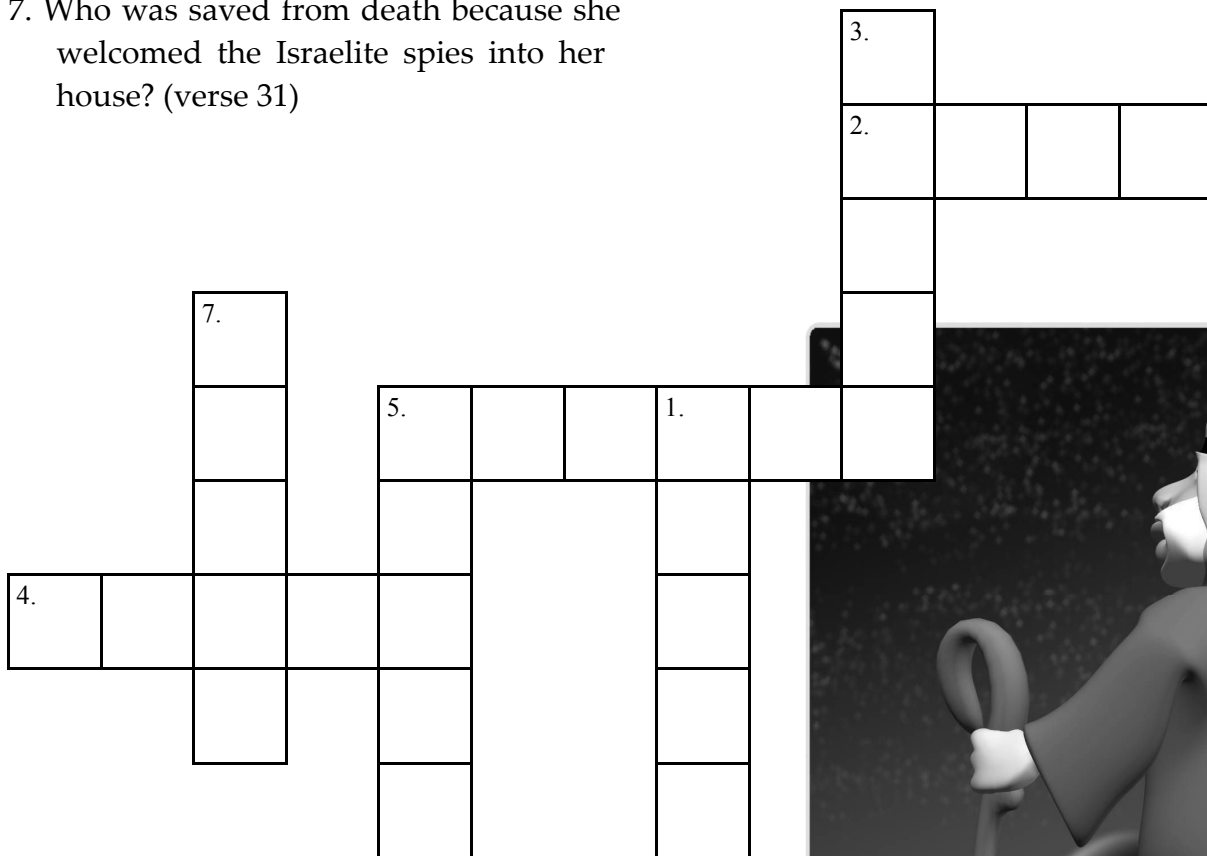 7. Who was saved from death because she
welcomed the Israelite spies into her
house? (verse 31)
3.
2.
7.
5. 1.
4.